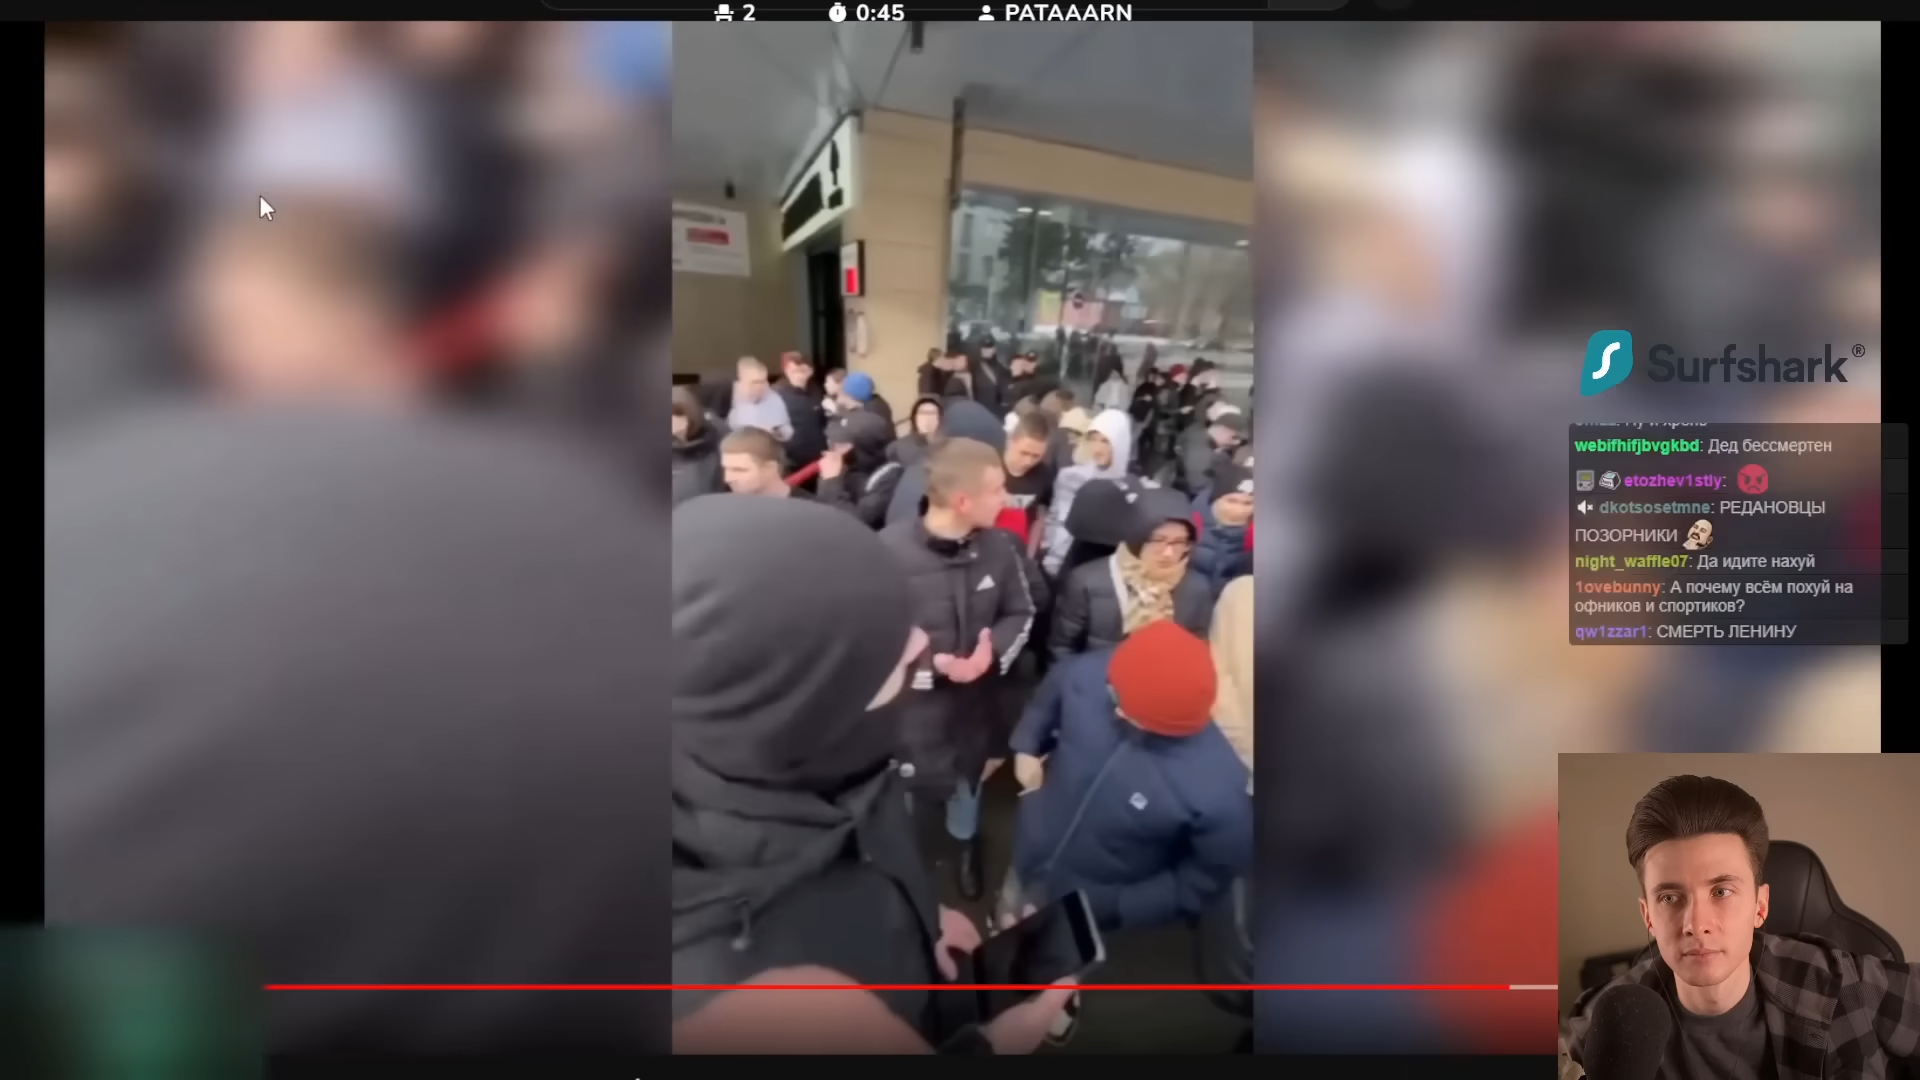 2 0:45 PATAAARN
Surfshark®
webifhifjbvgkbd: Дед бессмертен
etozhev1stly:
dkotsosetmne: РЕДАНОВЦЫ
ПОЗОРНИКИ
night_waffle07: Да идите нахуй
1ovebunny: А почему всём похуй на
офников и спортиков?
qw1zzar1: СМЕРТЬ ЛЕНИНУ